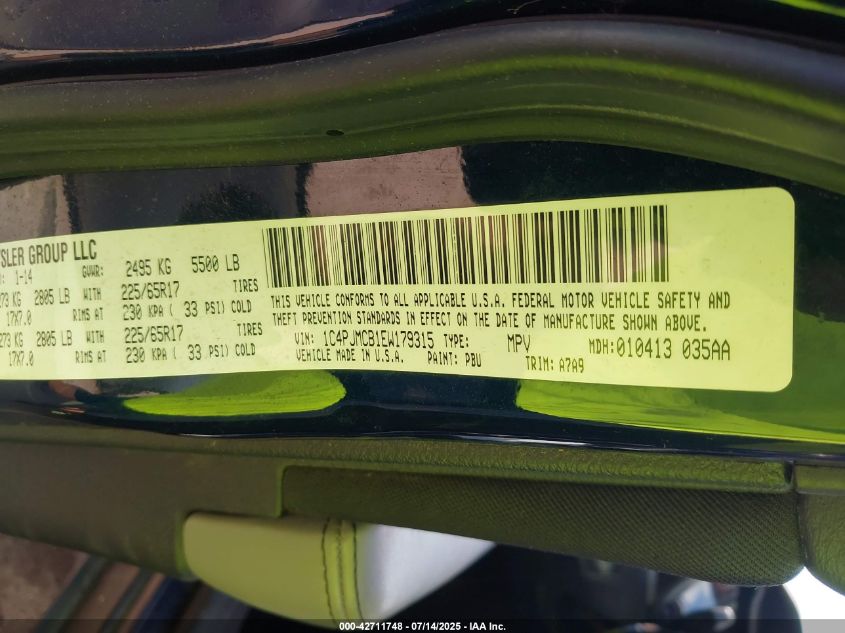 SLER GROUP LLC
1-14 GVWR: 2495 KG 5500 LB
KG 2805 LB WITH 225/65R17 TIRES
17X7.0 RIMS AT 230 KPA ( 33 PSI) COLD
KG 2805 LB WITH 225/65R17 TIRES
17X7.0 RIMS AT 230 KPA ( 33 PSI) COLD
THIS VEHICLE CONFORMS TO ALL APPLICABLE U.S.A. FEDERAL MOTOR VEHICLE SAFETY AND
THEFT PREVENTION STANDARDS IN EFFECT ON THE DATE OF MANUFACTURE SHOWN ABOVE.
VIN: 1C4PJMCB1EW179315 TYPE: MPV MDH: 010413 035AA
VEHICLE MADE IN U.S.A. PAINT: PBU TRIM: A7A9
000-42711748 - 07/14/2025 - IAA Inc.